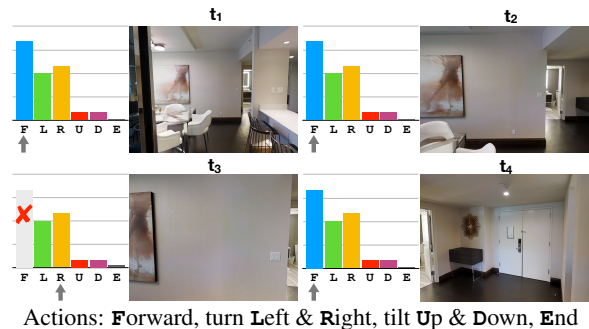 t1 t2
F L R U D E F L R U D E
t3 t4
✘
F L R U D E F L R U D E
Actions: Forward, turn Left & Right, tilt Up & Down, End